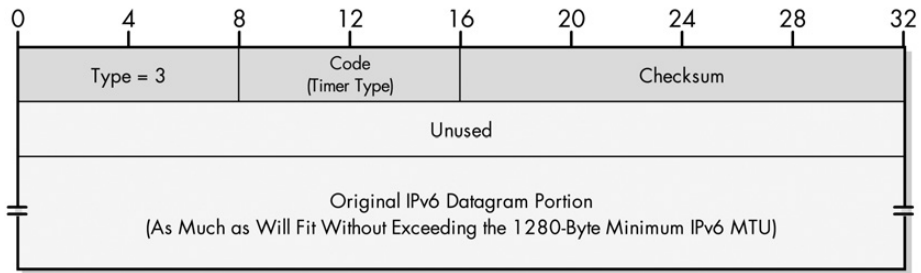 0 4 8 12 16 20 24 28 32
Type = 3
Code
(Timer Type)
Checksum
Unused
Original IPv6 Datagram Portion
(As Much as Will Fit Without Exceeding the 1280-Byte Minimum IPv6 MTU)